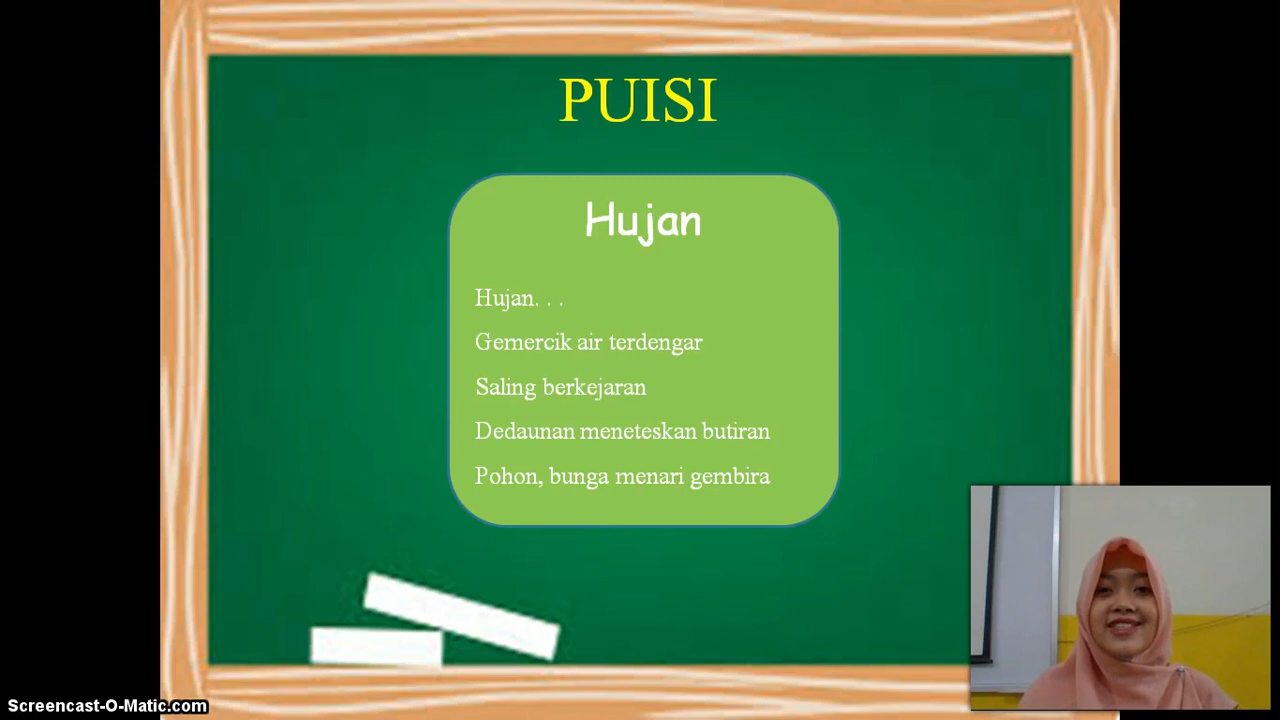 PUISI
Hujan
Hujan. . .
Gemercik air terdengar
Saling berkejaran
Dedaunan meneteskan butiran
Pohon, bunga menari gembira
Screencast-O-Matic.com